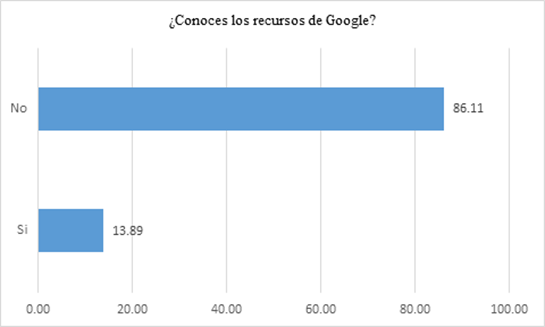 ¿Conoces los recursos de Google?
No
86.11
Si
13.89
0.00 20.00 40.00 60.00 80.00 100.00